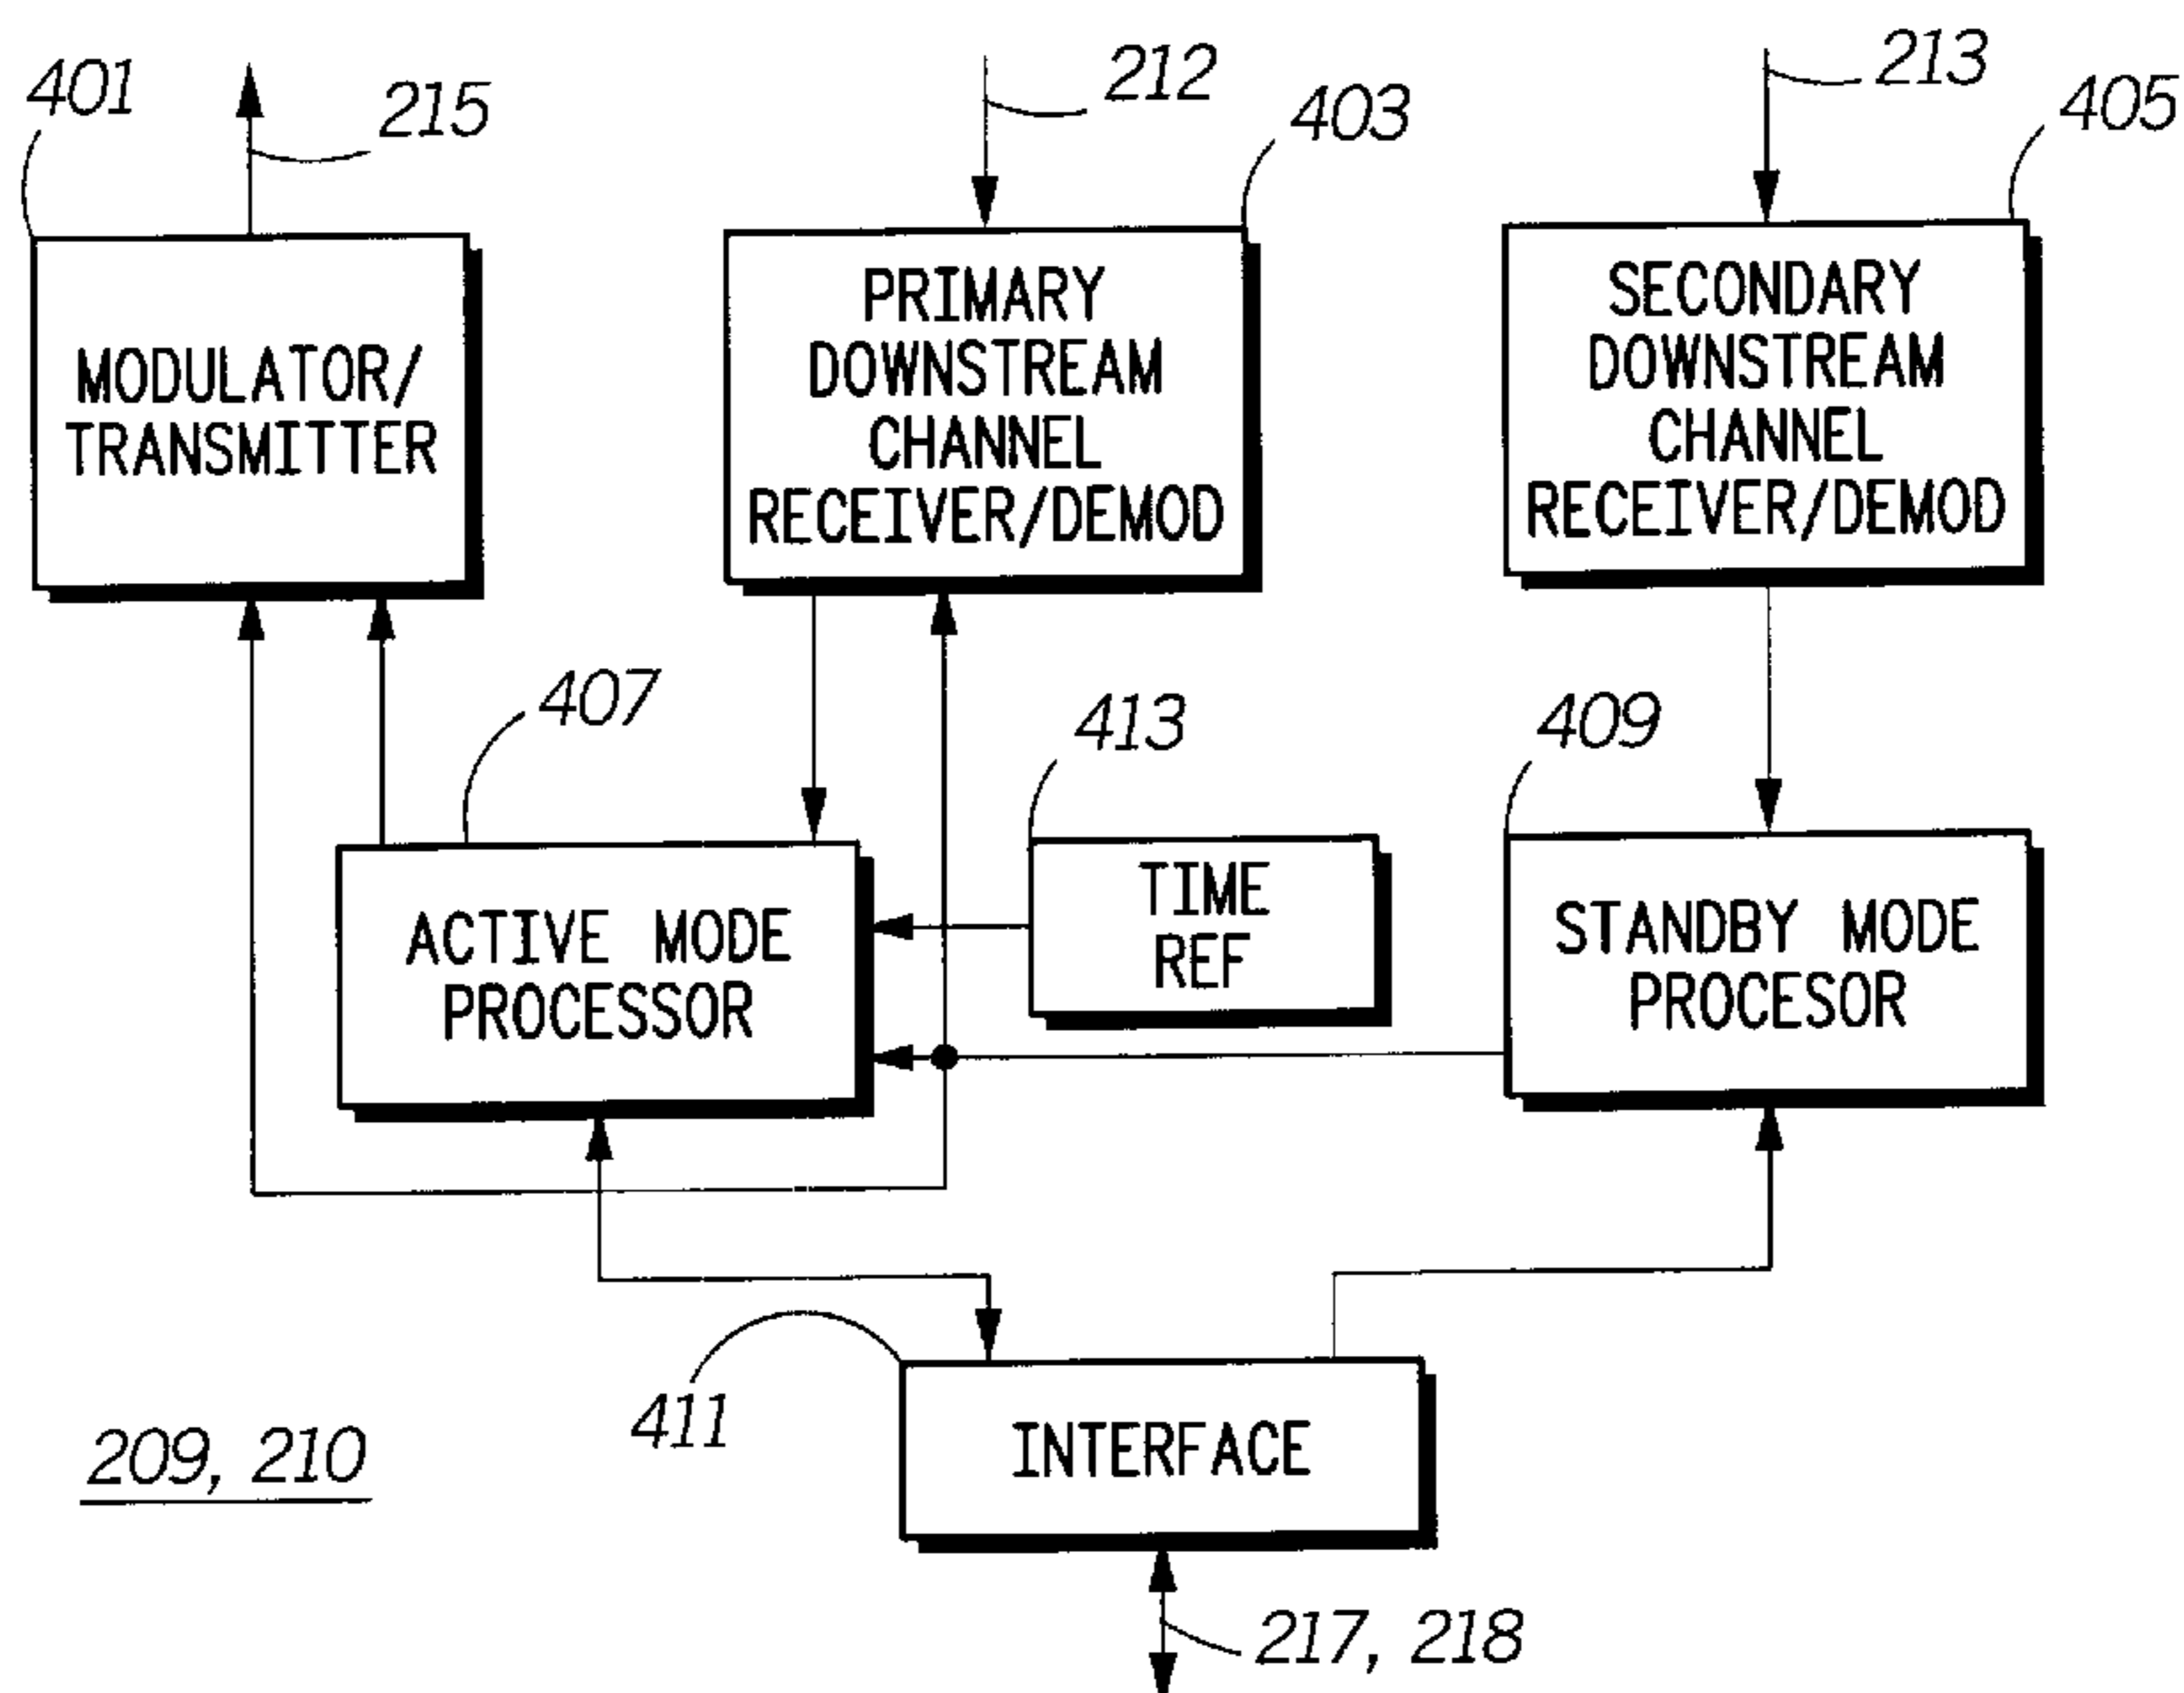 401
215
212
403
213
405
MODULATOR/
TRANSMITTER
PRIMARY
DOWNSTREAM
CHANNEL
RECEIVER/DEMOD
SECONDARY
DOWNSTREAM
CHANNEL
RECEIVER/DEMOD
407
413
409
ACTIVE MODE
PROCESSOR
TIME
REF
STANDBY MODE
PROCESOR
411
INTERFACE
209, 210
217, 218